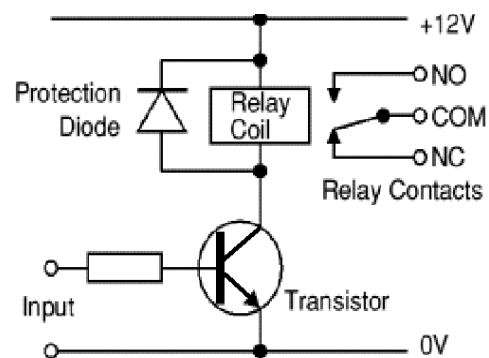 +12V
NO
Protection
Diode
Relay
Coil
COM
NC
Relay Contacts
Input
Transistor
0V